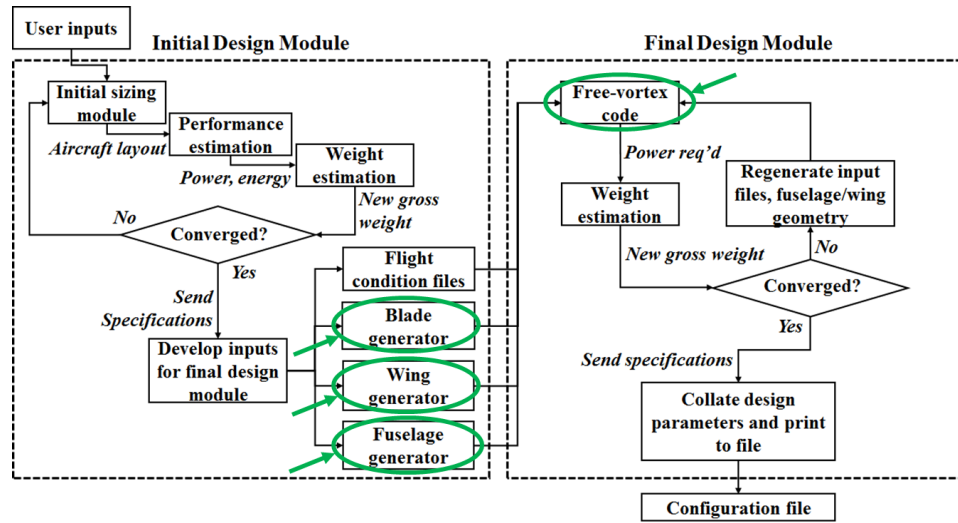 User inputs
Initial Design Module
Initial sizing
module
Aircraft layout
Performance
estimation
Power, energy
Weight
estimation
New gross
weight
No
Converged?
Yes
Send
Specifications
Develop inputs
for final design
module
Flight
condition files
Blade
generator
Wing
generator
Fuselage
generator
Final Design Module
Free-vortex
code
Power req’d
Weight
estimation
New gross weight
Regenerate input
files, fuselage/wing
geometry
No
Converged?
Yes
Send specifications
Collate design
parameters and print
to file
Configuration file